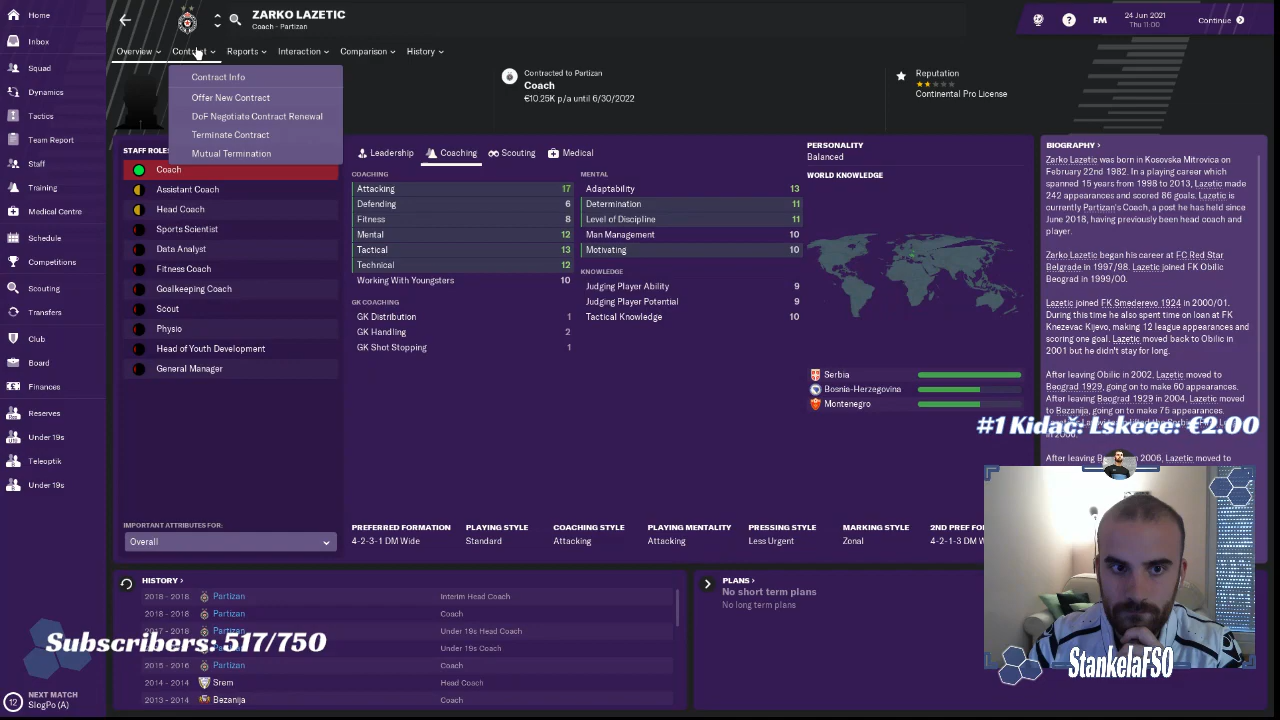 Home
Inbox
Squad
Dynamics
Tactics
Team Report
Staff
Training
Medical Centre
Schedule
Competitions
Scouting
Transfers
Club
Board
Finances
Reserves
Under 19s
Teleoptik
Under 19s
12
NEXT MATCH
SlogPo (A)
ZARKO LAZETIC
Coach - Partizan
FM
24 Jun 2021
Thu 11:00
Continue
Overview
Reports
Interaction
Comparison
History
Contract Info
Offer New Contract
DoF Negotiate Contract Renewal
Terminate Contract
Mutual Termination
Contracted to Partizan
Coach
€10.25K p/a until 6/30/2022
Reputation
Continental Pro License
STAFF ROLES
Coach
Assistant Coach
Head Coach
Sports Scientist
Data Analyst
Fitness Coach
Goalkeeping Coach
Scout
Physio
Head of Youth Development
General Manager
IMPORTANT ATTRIBUTES FOR:
Overall
Leadership
Coaching
Scouting
Medical
COACHING
Attacking 17
Defending 6
Fitness 8
Mental 12
Tactical 13
Technical 12
Working With Youngsters 10
GK COACHING
GK Distribution 1
GK Handling 2
GK Shot Stopping 1
MENTAL
Adaptability 13
Determination 11
Level of Discipline 11
Man Management 10
Motivating 10
KNOWLEDGE
Judging Player Ability 9
Judging Player Potential 9
Tactical Knowledge 10
PERSONALITY
Balanced
WORLD KNOWLEDGE
Serbia
Bosnia-Herzegovina
Montenegro
PREFERRED FORMATION
4-2-3-1 DM Wide
PLAYING STYLE
Standard
COACHING STYLE
Attacking
PLAYING MENTALITY
Attacking
PRESSING STYLE
Less Urgent
MARKING STYLE
Zonal
2ND PREF
4-2-1-3 DM
BIOGRAPHY >
Zarko Lazetic was born in Kosovska Mitrovica on
February 22nd 1982. In a playing career which
spanned 15 years from 1998 to 2013, Lazetic made
242 appearances and scored 86 goals. Lazetic is
currently Partizan's Coach, a post he has held since
June 2018, having previously been head coach and
player.
Zarko Lazetic began his career at FC Red Star
Belgrade in 1997/98. Lazetic joined FK Obilic
Beograd in 1999/00.
Lazetic joined FK Smederevo 1924 in 2000/01.
During this time he also spent time on loan at FK
Knezevac Kijevo, making 12 league appearances and
scoring one goal. Lazetic moved back to Obilic in
2001 but he didn't stay for long.
After leaving Obilic in 2002, Lazetic moved to
Beograd 1929, going on to make 60 appearances.
After leaving Beograd 1929 in 2004, Lazetic moved
to Bezanija, going on to make 75 appearances.
in 2006.
After leaving in 2006, Lazetic moved to
#1 Kidač: Lskeee: €2.00
HISTORY >
2018 - 2018 Partizan Interim Head Coach
2018 - 2018 Partizan Coach
2017 - 2018 Partizan Under 19s Head Coach
Under 19s Coach
2015 - 2016 Partizan Coach
2014 - 2014 Srem Head Coach
2013 - 2014 Bezanija Coach
PLANS >
No short term plans
No long term plans
Subscribers: 517/750
StankelaFSO